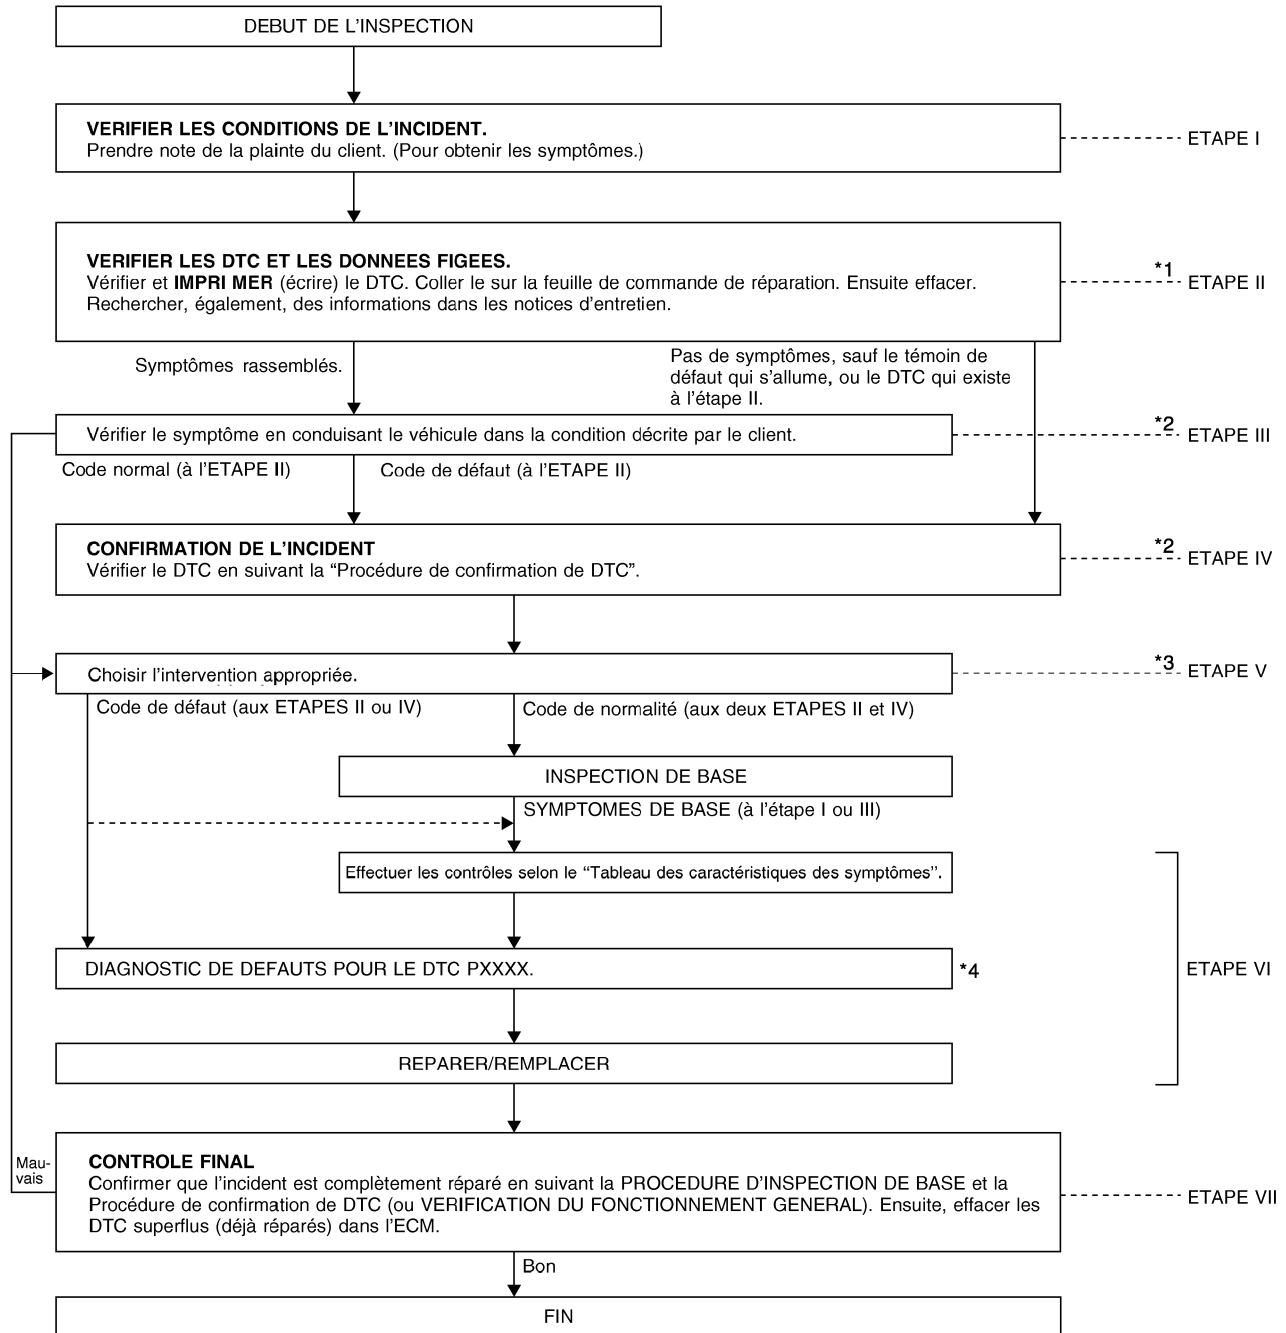 DEBUT DE L'INSPECTION
VERIFIER LES CONDITIONS DE L'INCIDENT.
Prendre note de la plainte du client. (Pour obtenir les symptômes.)
ETAPE I
VERIFIER LES DTC ET LES DONNEES FIGEES.
Vérifier et IMPRI MER (écrire) le DTC. Coller le sur la feuille de commande de réparation. Ensuite effacer.
Rechercher, également, des informations dans les notices d'entretien.
*1
ETAPE II
Symptômes rassemblés.
Pas de symptômes, sauf le témoin de
défaut qui s'allume, ou le DTC qui existe
à l'étape II.
Vérifier le symptôme en conduisant le véhicule dans la condition décrite par le client.
*2
ETAPE III
Code normal (à l'ETAPE II)
Code de défaut (à l'ETAPE II)
CONFIRMATION DE L'INCIDENT
Vérifier le DTC en suivant la “Procédure de confirmation de DTC”.
*2
ETAPE IV
Choisir l'intervention appropriée.
*3
ETAPE V
Code de défaut (aux ETAPES II ou IV)
Code de normalité (aux deux ETAPES II et IV)
INSPECTION DE BASE
SYMPTOMES DE BASE (à l'étape I ou III)
Effectuer les contrôles selon le “Tableau des caractéristiques des symptômes”.
DIAGNOSTIC DE DEFAUTS POUR LE DTC PXXXX.
*4
ETAPE VI
REPARER/REMPLACER
Mau-
vais
CONTROLE FINAL
Confirmer que l'incident est complètement réparé en suivant la PROCEDURE D'INSPECTION DE BASE et la
Procédure de confirmation de DTC (ou VERIFICATION DU FONCTIONNEMENT GENERAL). Ensuite, effacer les
DTC superflus (déjà réparés) dans l'ECM.
ETAPE VII
Bon
FIN